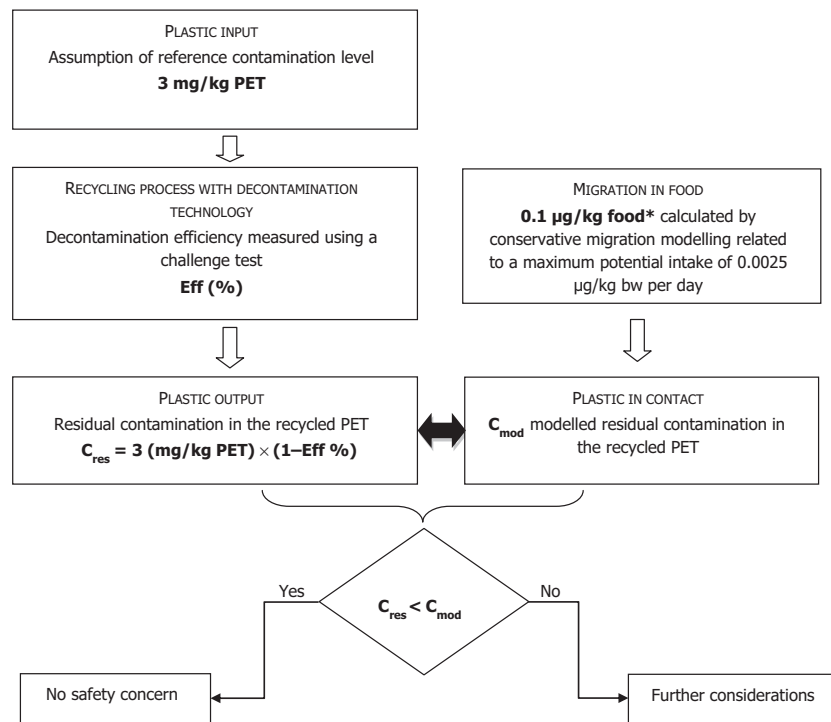 PLASTIC INPUT
Assumption of reference contamination level
3 mg/kg PET
RECYCLING PROCESS WITH DECONTAMINATION
TECHNOLOGY
Decontamination efficiency measured using a
challenge test
Eff (%)
MIGRATION IN FOOD
0.1 µg/kg food* calculated by
conservative migration modelling related
to a maximum potential intake of 0.0025
µg/kg bw per day
PLASTIC OUTPUT
Residual contamination in the recycled PET
Cres = 3 (mg/kg PET) × (1–Eff %)
PLASTIC IN CONTACT
Cmod modelled residual contamination in
the recycled PET
Yes
No
Cres < Cmod
No safety concern
Further considerations